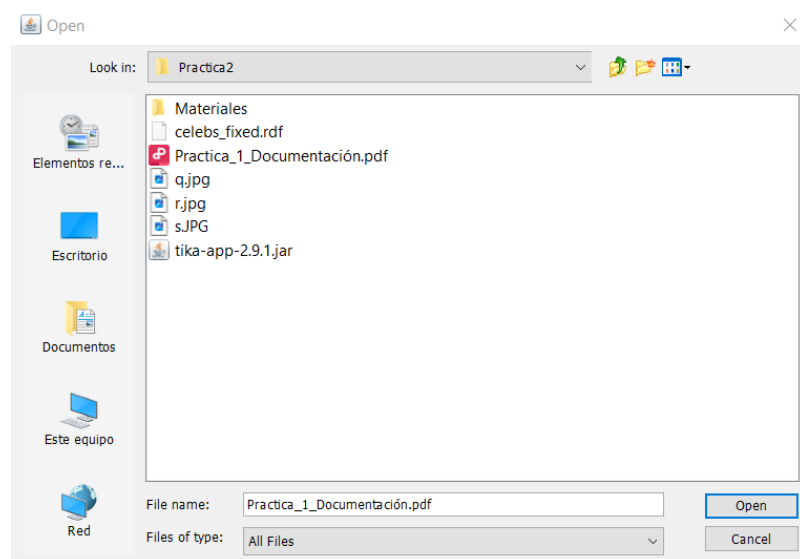 Open
Look in: Practica2
Materiales
celebs_fixed.rdf
Practica_1_Documentación.pdf
q.jpg
r.jpg
s.JPG
tika-app-2.9.1.jar
Elementos re...
Escritorio
Documentos
Este equipo
Red
File name: Practica_1_Documentación.pdf Open
Files of type: All Files Cancel